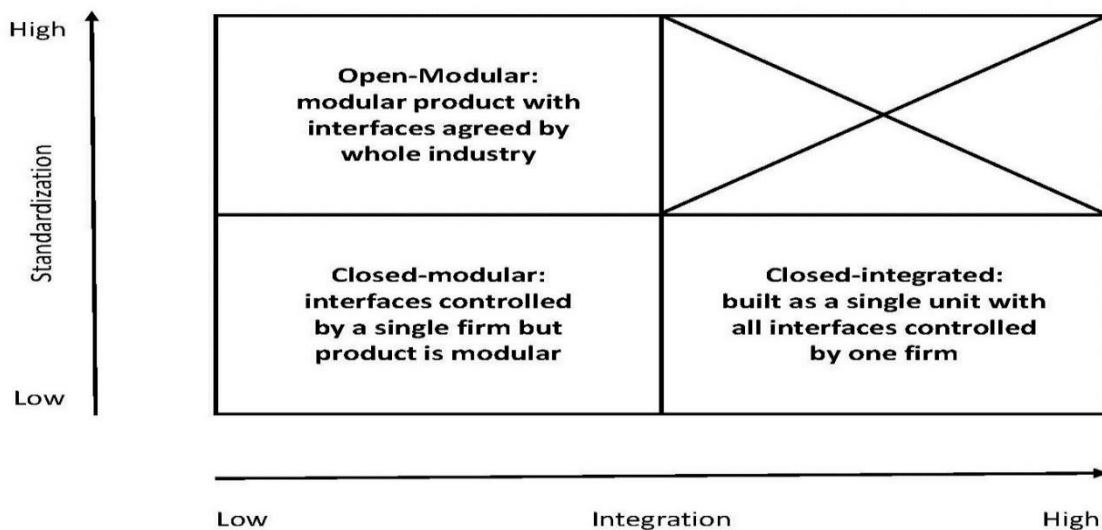 High
Standardization
Low
Open-Modular:
modular product with
interfaces agreed by
whole industry
Closed-modular:
interfaces controlled
by a single firm but
product is modular
Closed-integrated:
built as a single unit with
all interfaces controlled
by one firm
Low
Integration
High